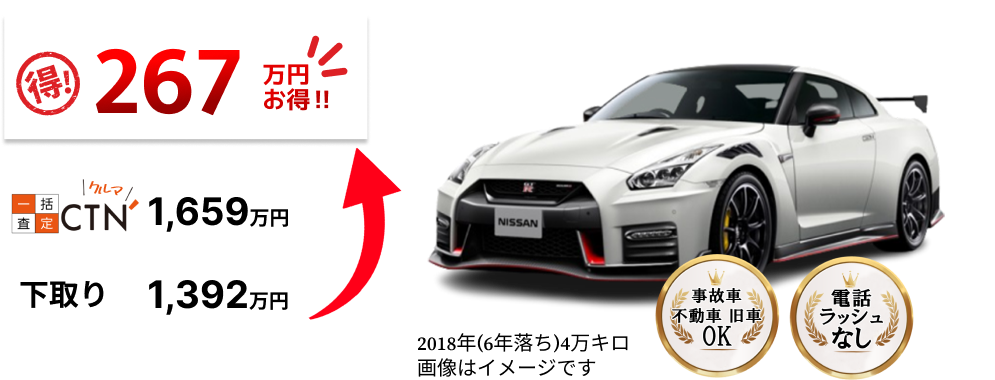 得!
267
万円
お得!!
クルマ
一括
査定
CTN
1,659万円
下取り
1,392万円
GT
R
NISSAN
事故車
不動車 旧車
OK
電話
ラッシュ
なし
2018年(6年落ち)4万キロ
画像はイメージです